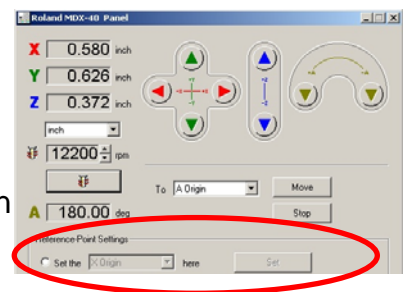 Roland MDX-40 Panel
X 0.580 inch
Y 0.626 inch
Z 0.372 inch
inch
12200 rpm
To A Origin Move
A 180.00 deg Stop
Reference Point Settings
Set the X Origin here Set